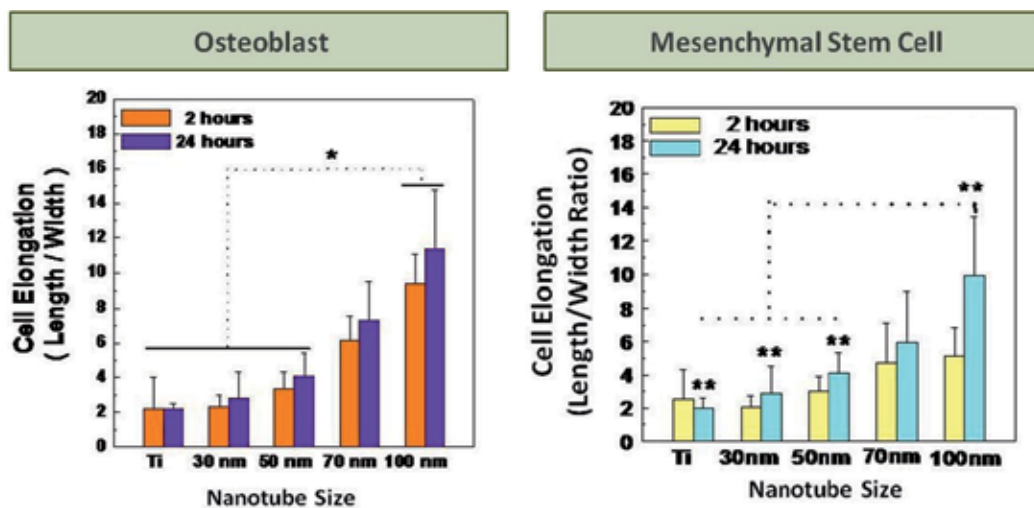 Osteoblast
20
18
16
14
12
10
8
6
4
2
0
2 hours
24 hours
*
Cell Elongation
( Length / Width )
Ti 30 nm 50 nm 70 nm 100 nm
Nanotube Size
Mesenchymal Stem Cell
20
18
16
14
12
10
8
6
4
2
0
2 hours
24 hours
**
**
**
**
Cell Elongation
(Length/Width Ratio)
Ti 30nm 50nm 70nm 100nm
Nanotube Size